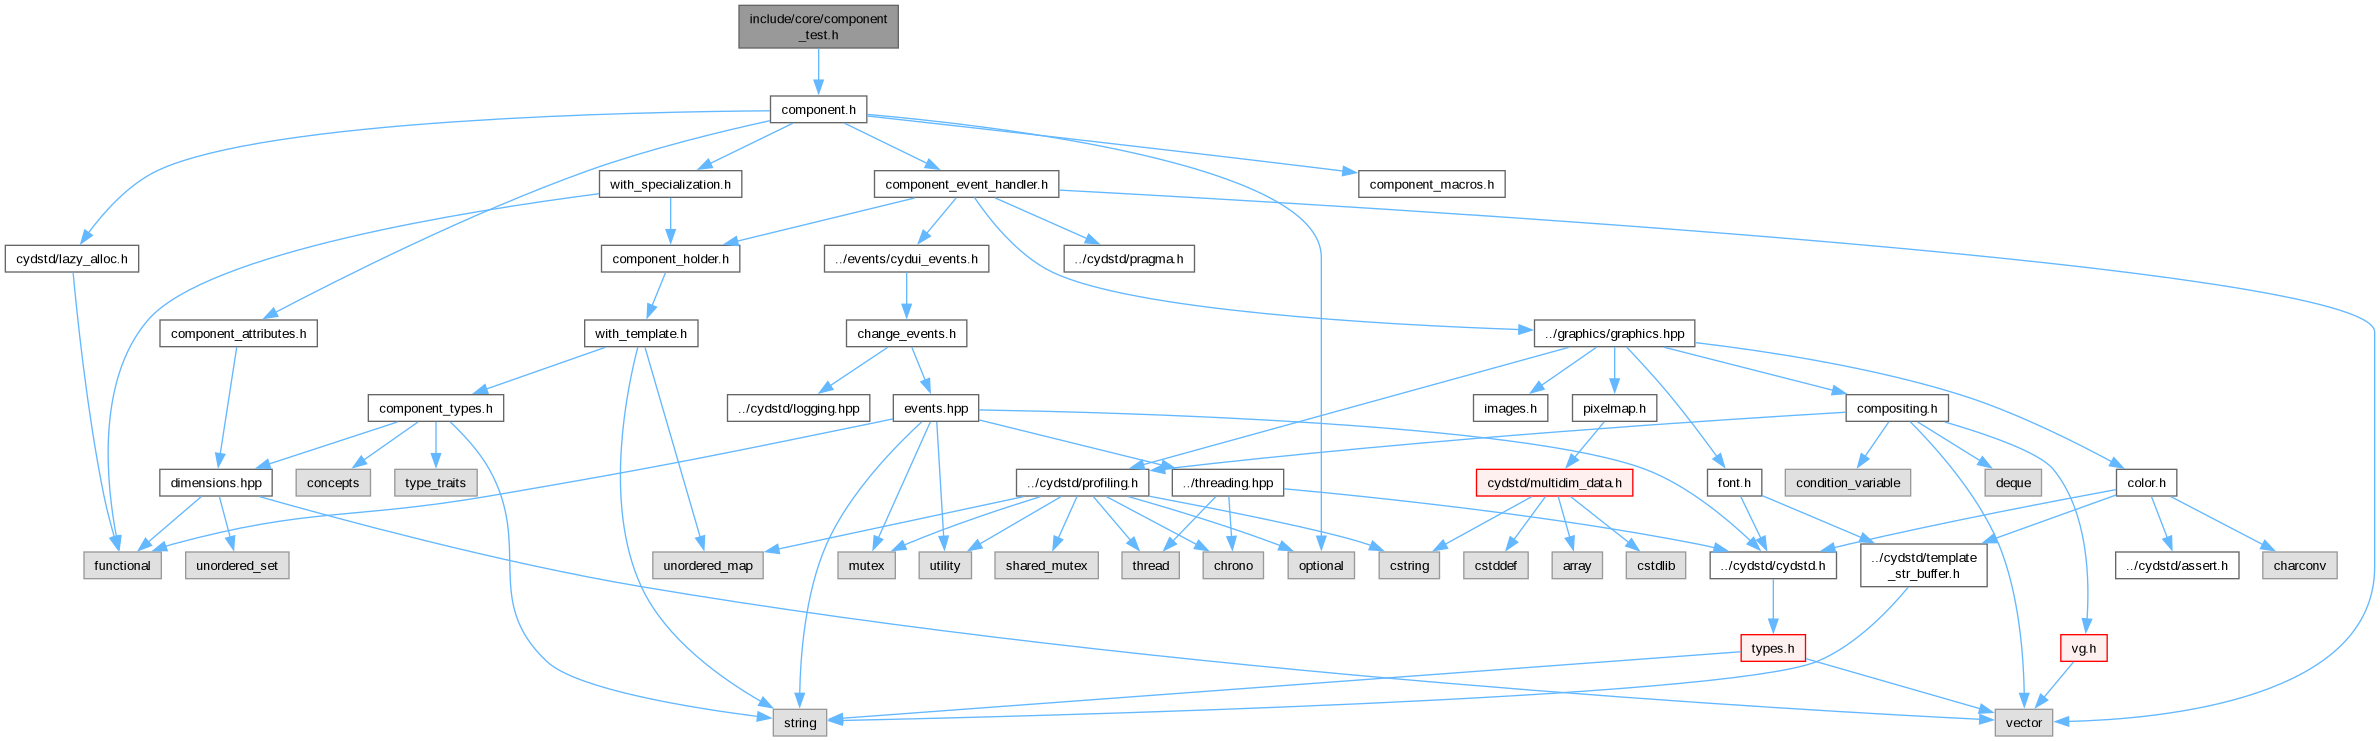 include/core/component
_test.h
component.h
with_specialization.h
component_event_handler.h
component_macros.h
cydstd/lazy_alloc.h
component_holder.h
../events/cydui_events.h
../cydstd/pragma.h
component_attributes.h
with_template.h
change_events.h
../graphics/graphics.hpp
component_types.h
../cydstd/logging.hpp
events.hpp
images.h
pixelmap.h
compositing.h
dimensions.hpp
concepts
type_traits
../cydstd/profiling.h
../threading.hpp
cydstd/multidim_data.h
font.h
condition_variable
deque
color.h
functional
unordered_set
unordered_map
mutex
utility
shared_mutex
thread
chrono
optional
cstring
cstddef
array
cstdlib
../cydstd/cydstd.h
../cydstd/template
_str_buffer.h
../cydstd/assert.h
charconv
types.h
vg.h
string
vector